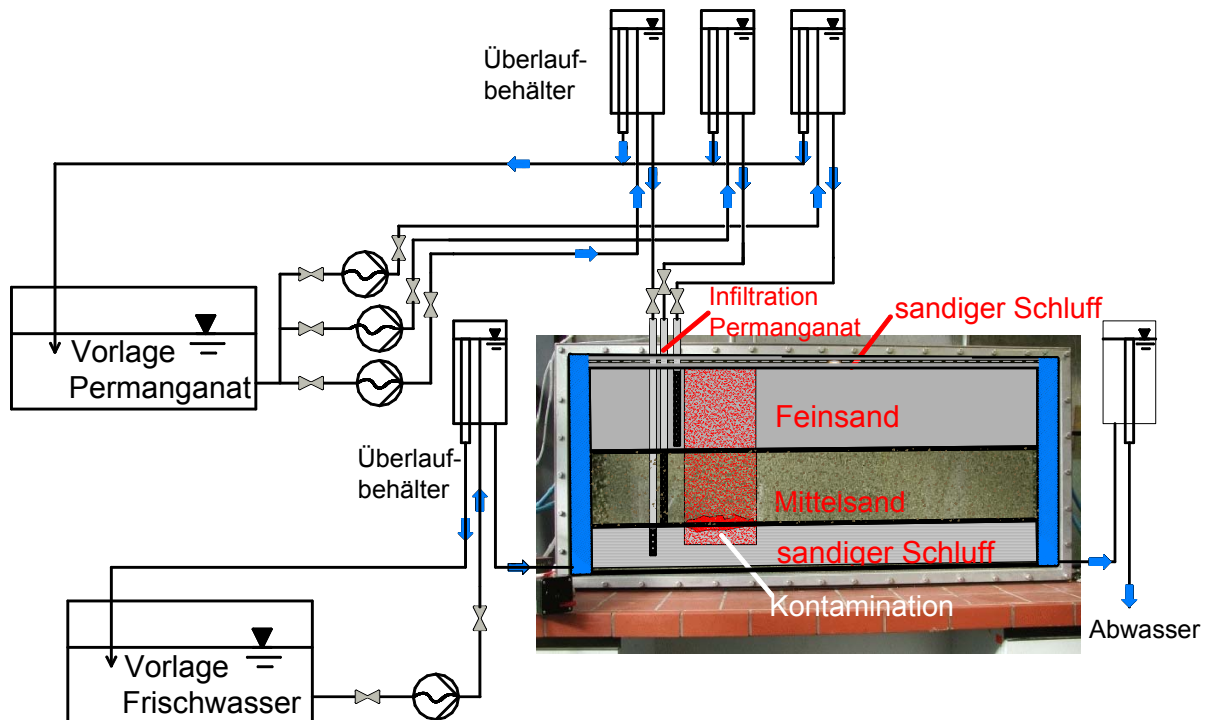 Überlauf-
behälter
Infiltration
Permanganat
sandiger Schluff
Vorlage
Permanganat
Feinsand
Überlauf-
behälter
Mittelsand
sandiger Schluff
Kontamination
Abwasser
Vorlage
Frischwasser